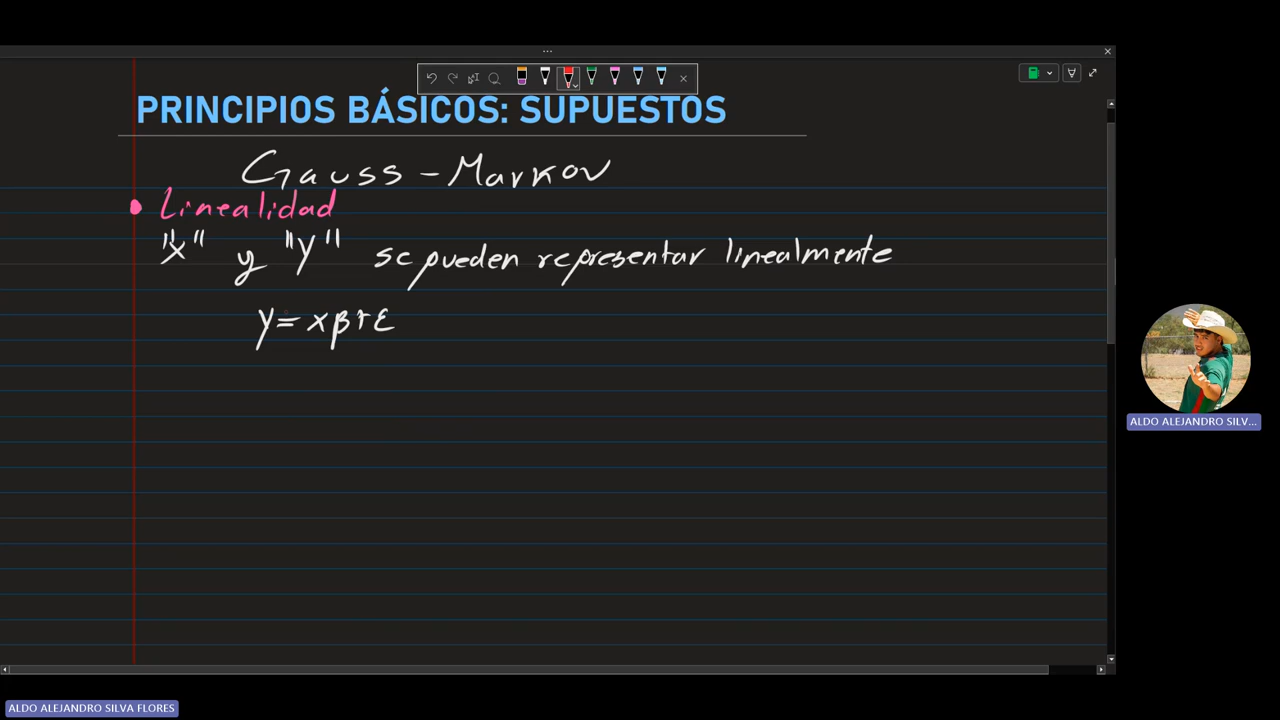 PRINCIPIOS BÁSICOS: SUPUESTOS
Gauss - Markov
• Linealidad
"x" y "y" se pueden representar linealmente
y = xβ + ε
ALDO ALEJANDRO SILV...
ALDO ALEJANDRO SILVA FLORES